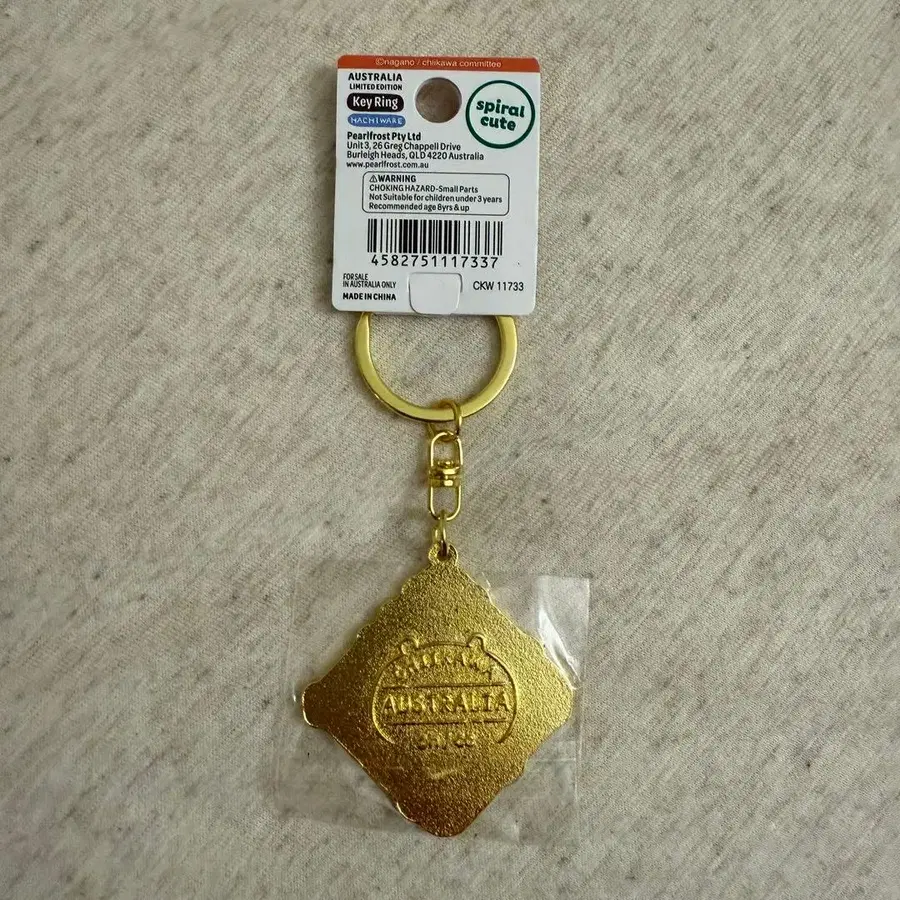 ©nagano / chiikawa committee
AUSTRALIA
LIMITED EDITION
Key Ring
HACHIWARE
spiral
cute
Pearlfrost Pty Ltd
Unit 3, 26 Greg Chappell Drive
Burleigh Heads, QLD 4220 Australia
www.pearlfrost.com.au
⚠WARNING
CHOKING HAZARD-Small Parts
Not Suitable for children under 3 years
Recommended age 8yrs & up
4582751117337
FOR SALE
IN AUSTRALIA ONLY
MADE IN CHINA
CKW 11733
CHIIKAWA
AUSTRALIA